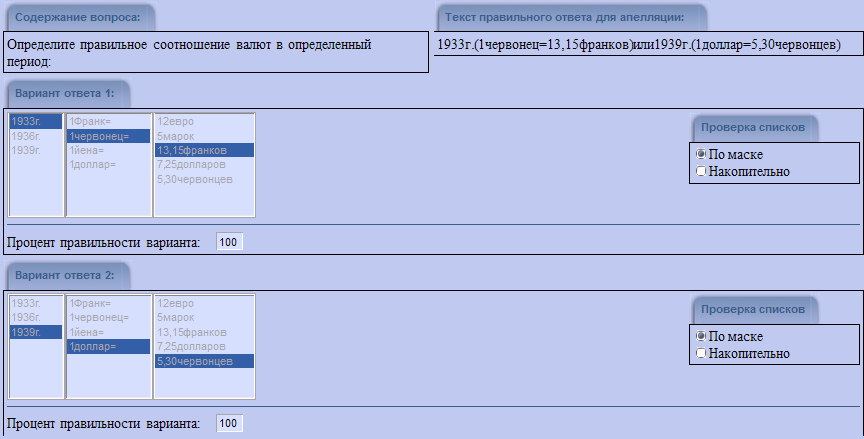 Содержание вопроса:
Текст правильного ответа для апелляции:
Определите правильное соотношение валют в определенный
период:
1933г.(1червонец=13,15франков)или1939г.(1доллар=5,30червонцев)
Вариант ответа 1:
1933г. 1Франк= 12евро
1936г. 1червонец= 5марок
1939г. 1йена= 13,15франков
1доллар= 7,25долларов
5,30червонцев
Проверка списков
По маске
Накопительно
Процент правильности варианта: 100
Вариант ответа 2:
1933г. 1Франк= 12евро
1936г. 1червонец= 5марок
1939г. 1йена= 13,15франков
1доллар= 7,25долларов
5,30червонцев
Проверка списков
По маске
Накопительно
Процент правильности варианта: 100